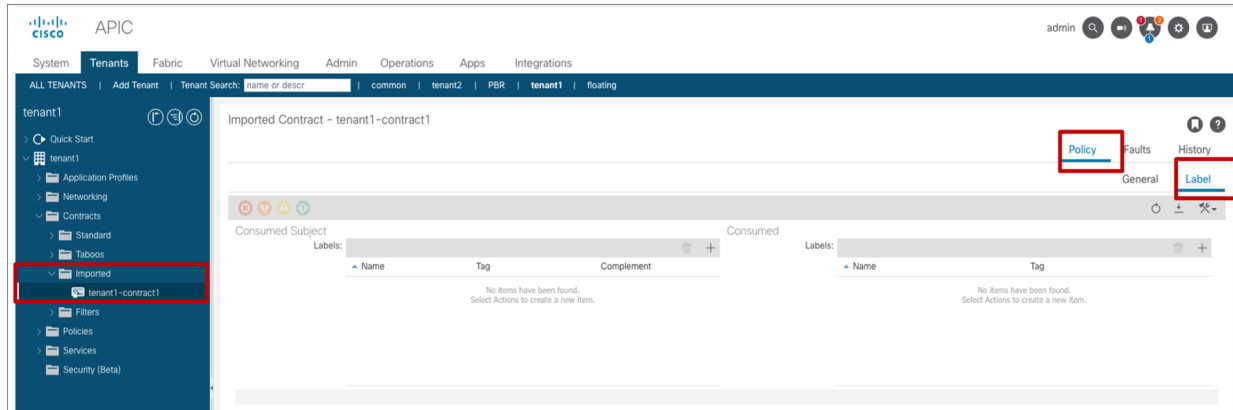 CISCO
APIC
admin
1
2
1
System Tenants Fabric Virtual Networking Admin Operations Apps Integrations
ALL TENANTS | Add Tenant | Tenant Search: name or descr | common | tenant2 | PBR | tenant1 | floating
tenant1
Quick Start
tenant1
Application Profiles
Networking
Contracts
Standard
Taboos
Imported
tenant1-contract1
Filters
Policies
Services
Security (Beta)
Imported Contract - tenant1-contract1
Policy Faults History
General Label
Consumed Subject
Labels:
Name Tag Complement
No items have been found.
Select Actions to create a new item.
Consumed
Labels:
Name Tag
No items have been found.
Select Actions to create a new item.